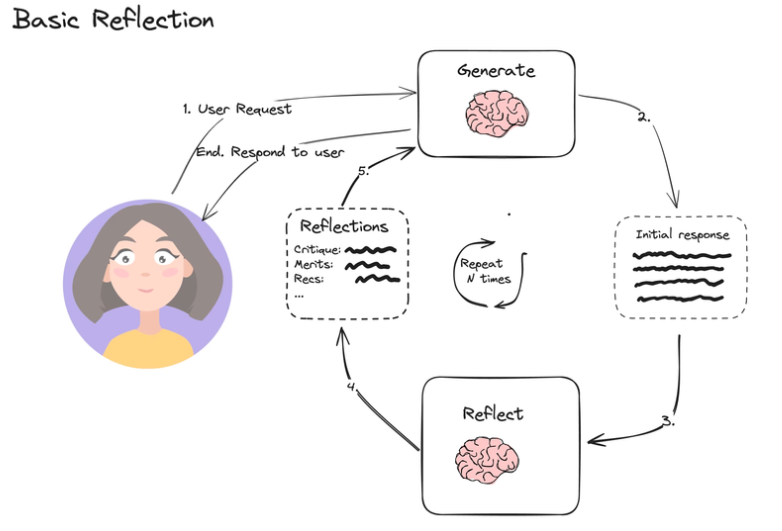 Basic Reflection
Generate
1. User Request
2.
End. Respond to user
5.
Reflections
Critique:
Merits:
Recs:
...
Repeat
N times
Initial response
4.
Reflect
3.